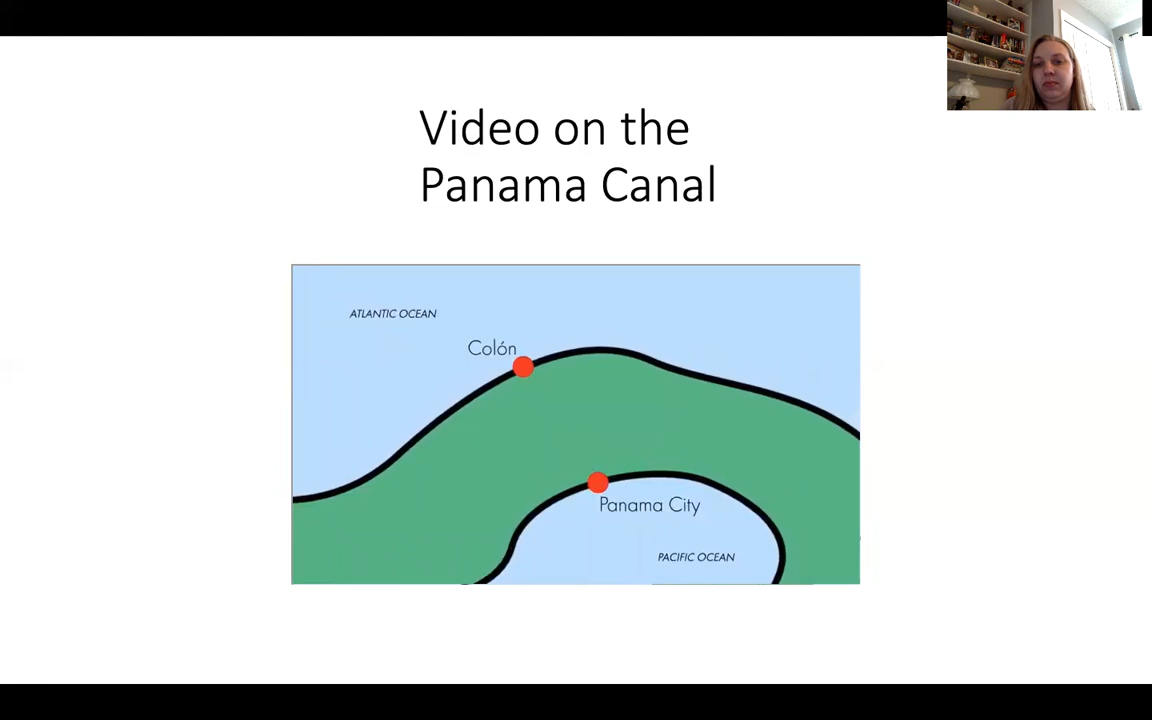 Video on the
Panama Canal
ATLANTIC OCEAN
Colón
Panama City
PACIFIC OCEAN